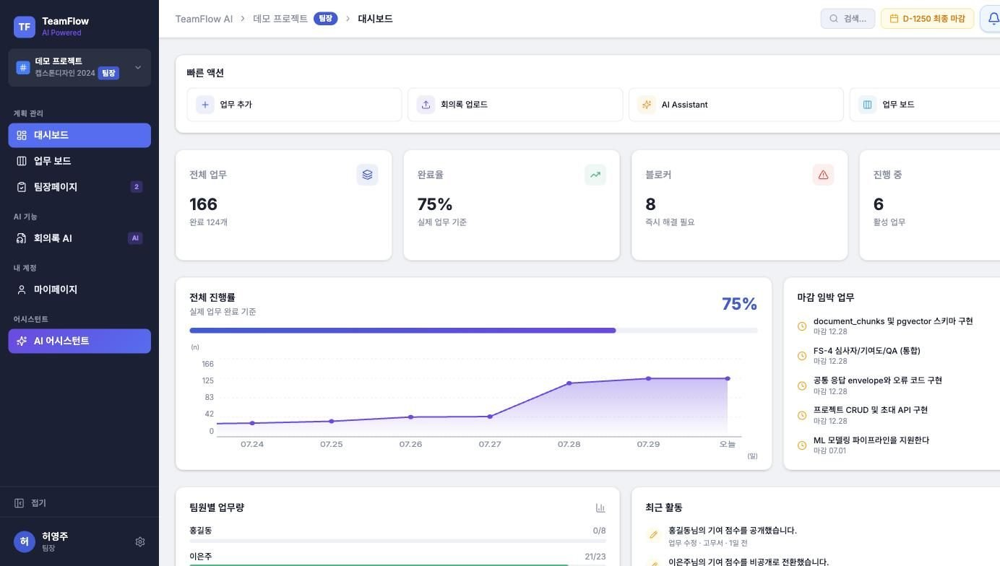 TF
TeamFlow
AI Powered
데모 프로젝트
캡스톤디자인 2024 팀장
계획 관리
대시보드
업무 보드
팀장페이지 2
AI 기능
회의록 AI AI
내 계정
마이페이지
어시스턴트
AI 어시스턴트
접기
허
허영주
팀장
TeamFlow AI > 데모 프로젝트 팀장 > 대시보드
검색...
D-1250 최종 마감
빠른 액션
업무 추가
회의록 업로드
AI Assistant
업무 보드
전체 업무
166
완료 124개
완료율
75%
실제 업무 기준
블로커
8
즉시 해결 필요
진행 중
6
활성 업무
전체 진행률
실제 업무 완료 기준
75%
(n)
166
125
83
42
0
07.24 07.25 07.26 07.27 07.28 07.29 오늘
(일)
마감 임박 업무
document_chunks 및 pgvector 스키마 구현
마감 12.28
FS-4 심사자/기여도/QA (통합)
마감 12.28
공통 응답 envelope와 오류 코드 구현
마감 12.28
프로젝트 CRUD 및 초대 API 구현
마감 12.28
ML 모델링 파이프라인을 지원한다
마감 07.01
팀원별 업무량
홍길동 0/8
이은주 21/23
최근 활동
홍길동님의 기여 점수를 공개했습니다.
업무 수정 · 고무서 · 1일 전
이은주님의 기여 점수를 비공개로 전환했습니다.